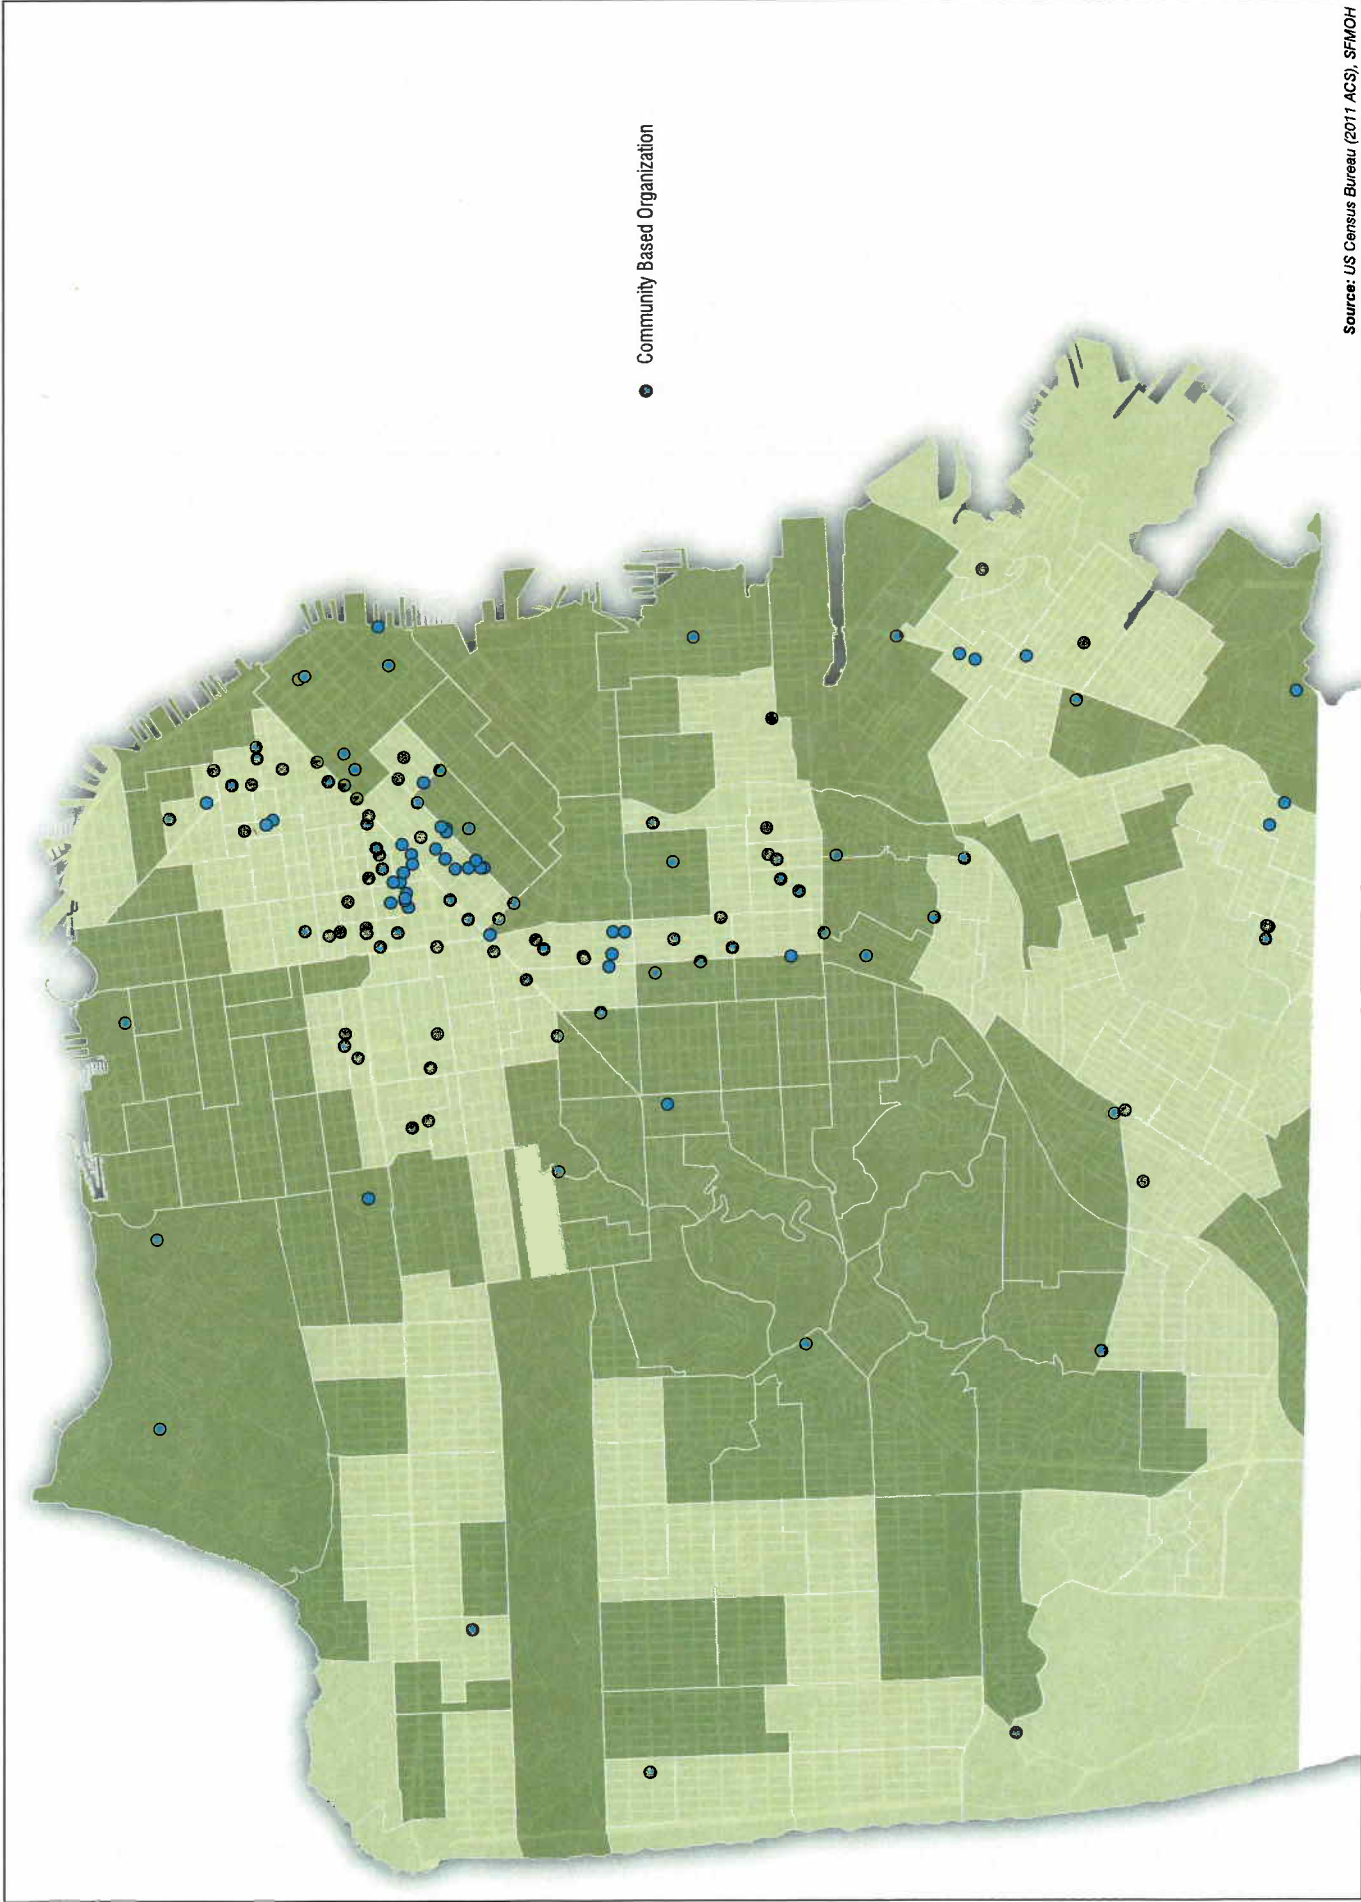 Community Based Organization
Source: US Census Bureau (2011 ACS), SFMOH